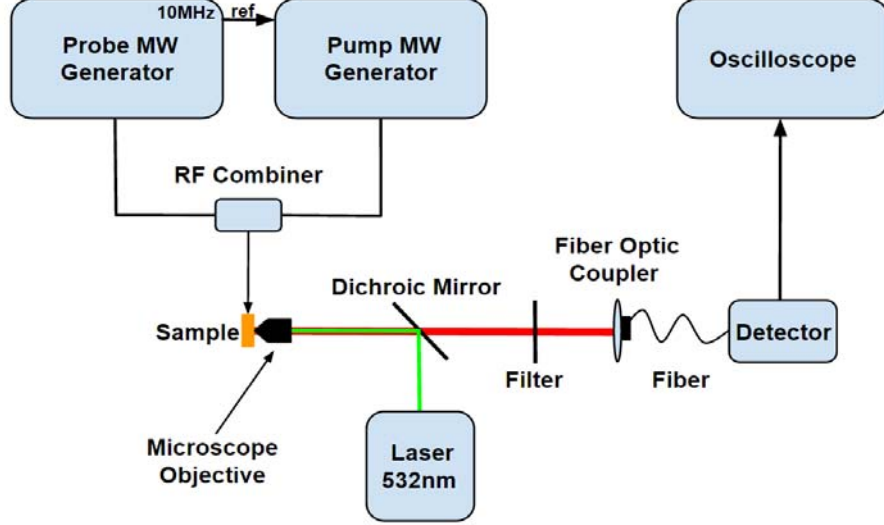 10MHz ref
Probe MW
Generator
Pump MW
Generator
Oscilloscope
RF Combiner
Fiber Optic
Coupler
Dichroic Mirror
Sample
Detector
Filter
Fiber
Microscope
Objective
Laser
532nm